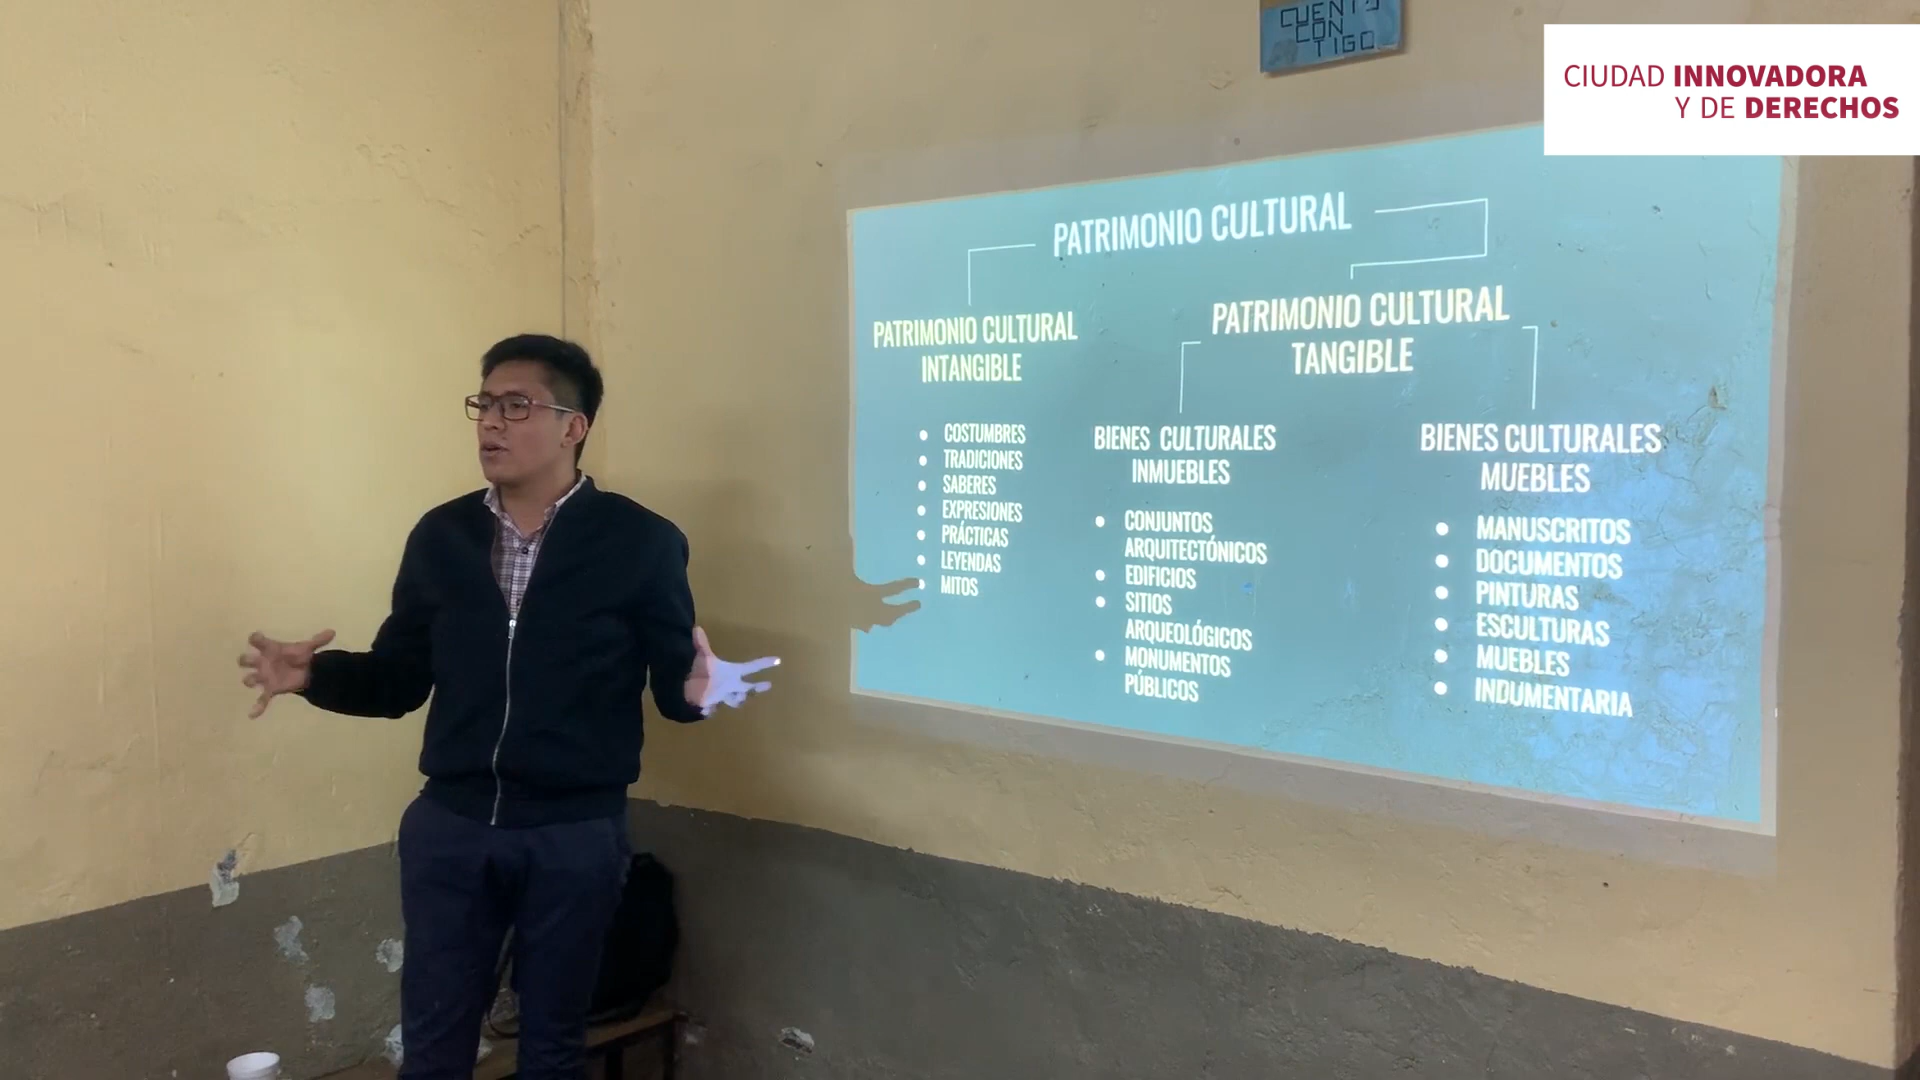 CUENTO
CON
TIGO
CIUDAD INNOVADORA
Y DE DERECHOS
PATRIMONIO CULTURAL
PATRIMONIO CULTURAL
INTANGIBLE
COSTUMBRES
TRADICIONES
SABERES
EXPRESIONES
PRÁCTICAS
LEYENDAS
MITOS
PATRIMONIO CULTURAL
TANGIBLE
BIENES CULTURALES
INMUEBLES
CONJUNTOS
ARQUITECTÓNICOS
EDIFICIOS
SITIOS
ARQUEOLÓGICOS
MONUMENTOS
PÚBLICOS
BIENES CULTURALES
MUEBLES
MANUSCRITOS
DOCUMENTOS
PINTURAS
ESCULTURAS
MUEBLES
INDUMENTARIA